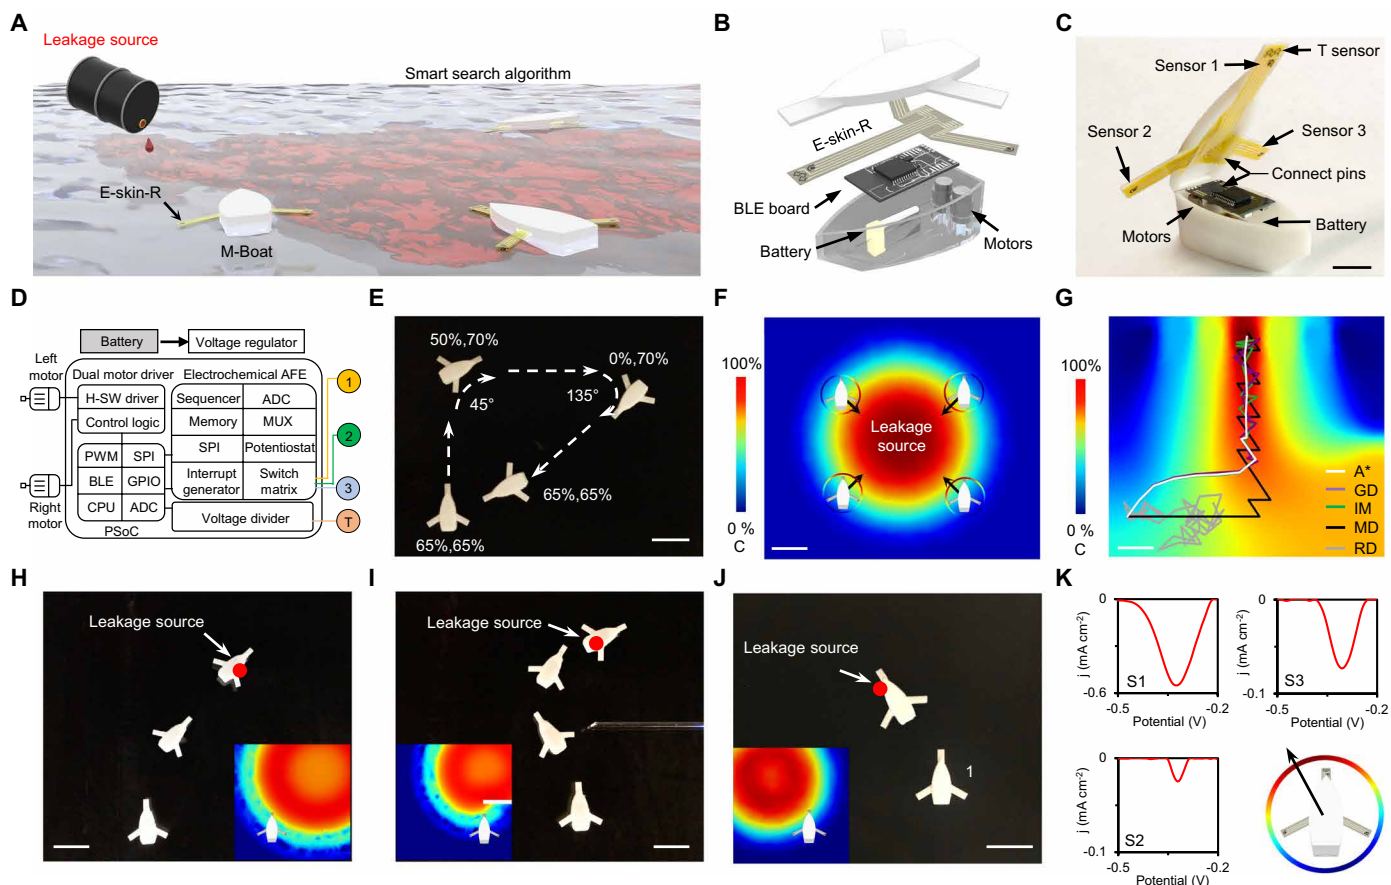 A
Leakage source
Smart search algorithm
E-skin-R
M-Boat
B
E-skin-R
BLE board
Battery
Motors
C
T sensor
Sensor 1
Sensor 2
Sensor 3
Connect pins
Motors
Battery
D
Battery
Voltage regulator
Left
motor
Dual motor driver
Electrochemical AFE
H-SW driver
Control logic
Sequencer
ADC
Memory
MUX
SPI
Potentiostat
Interrupt
generator
Switch
matrix
PWM
SPI
BLE
GPIO
CPU
ADC
Voltage divider
PSoC
Right
motor
1
2
3
T
E
50%,70%
0%,70%
45°
135°
65%,65%
65%,65%
F
100%
0 %
C
Leakage
source
G
100%
0 %
C
A*
GD
IM
MD
RD
H
Leakage source
I
Leakage source
J
Leakage source
1
K
0
j (mA cm-2)
-0.6
S1
-0.5
-0.2
Potential (V)
0
j (mA cm-2)
-0.1
S3
-0.5
-0.2
Potential (V)
0
j (mA cm-2)
-0.1
S2
-0.5
-0.2
Potential (V)